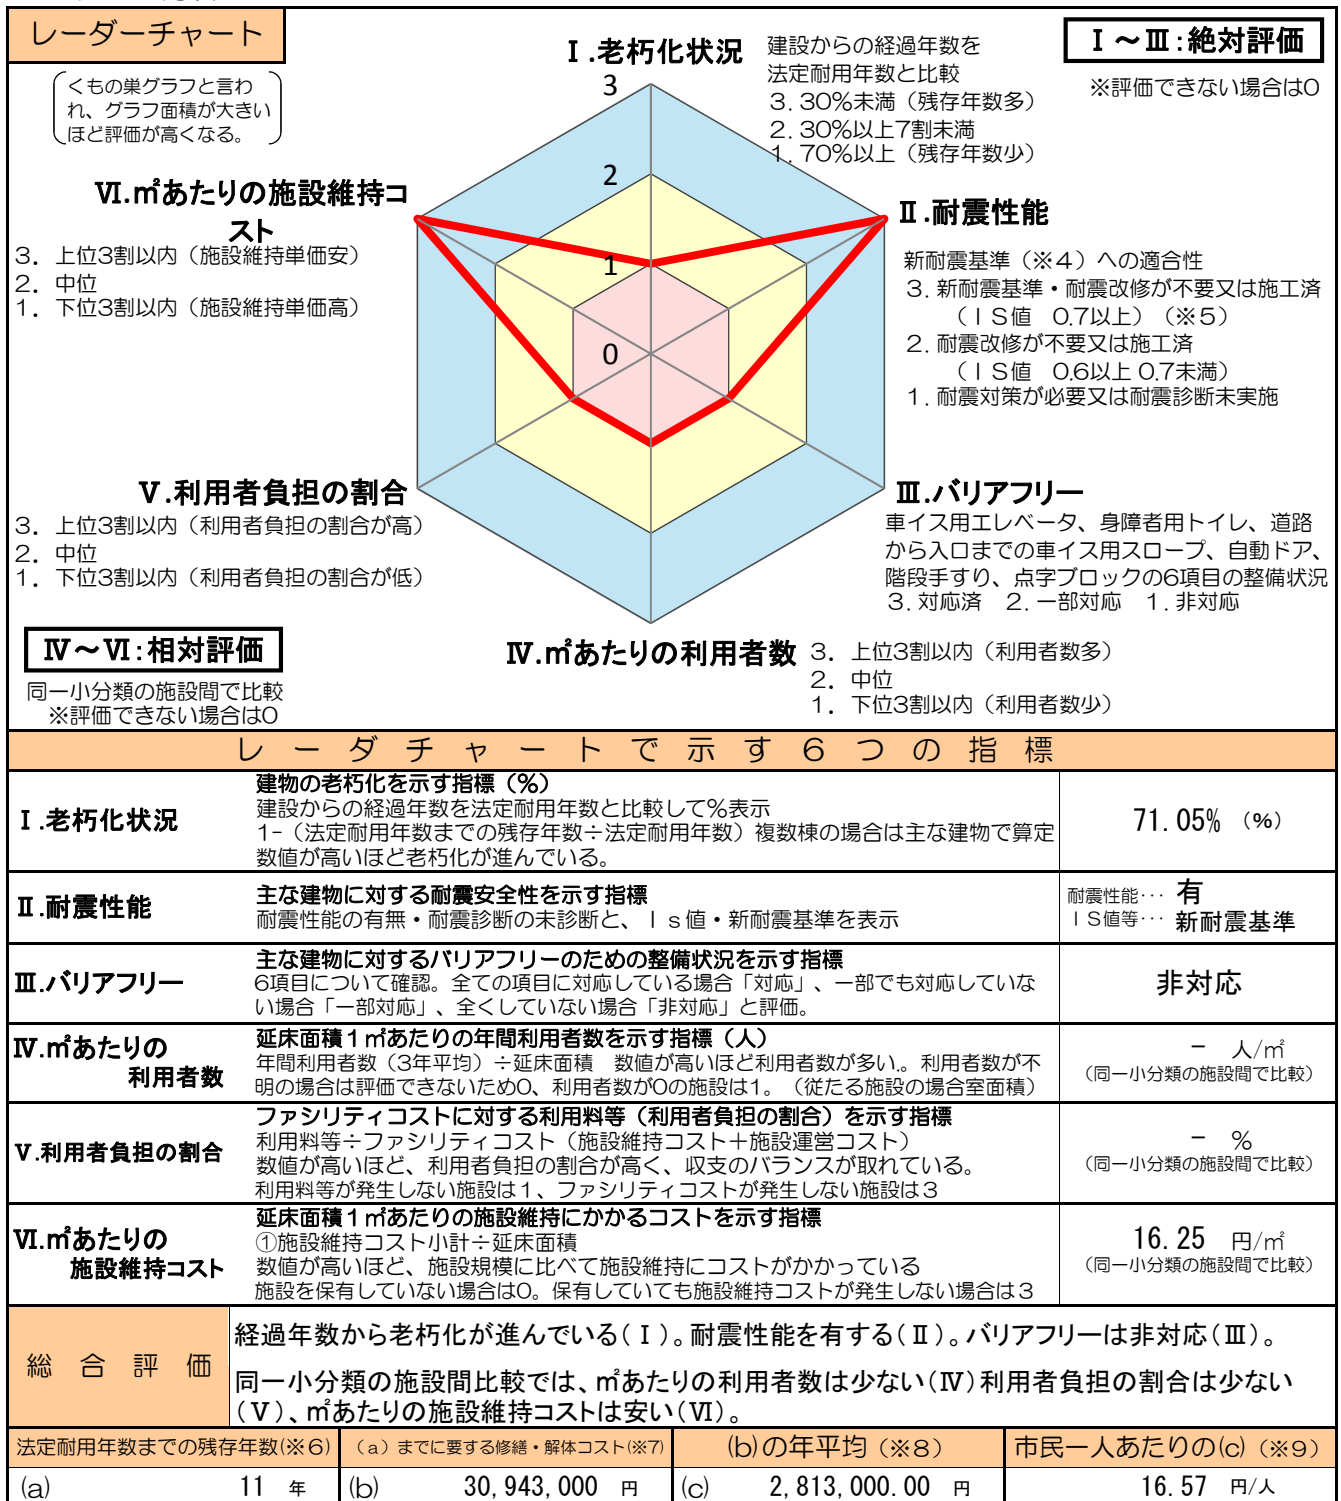 レーダーチャート
くもの巣グラフと言わ
れ、グラフ面積が大きい
ほど評価が高くなる。
Ⅰ.老朽化状況
建設からの経過年数を
法定耐用年数と比較
3. 30%未満（残存年数多）
2. 30%以上7割未満
1. 70%以上（残存年数少）
Ⅰ～Ⅲ:絶対評価
※評価できない場合は0
3
2
1
0
Ⅱ.耐震性能
新耐震基準（※4）への適合性
3. 新耐震基準・耐震改修が不要又は施工済
（ＩＳ値　0.7以上）（※5）
2. 耐震改修が不要又は施工済
（ＩＳ値　0.6以上 0.7未満）
1. 耐震対策が必要又は耐震診断未実施
Ⅵ.㎡あたりの施設維持コ
スト
3. 上位3割以内（施設維持単価安）
2. 中位
1. 下位3割以内（施設維持単価高）
Ⅴ.利用者負担の割合
3. 上位3割以内（利用者負担の割合が高）
2. 中位
1. 下位3割以内（利用者負担の割合が低）
Ⅲ.バリアフリー
車イス用エレベータ、身障者用トイレ、道路
から入口までの車イス用スロープ、自動ドア、
階段手すり、点字ブロックの6項目の整備状況
3. 対応済　2. 一部対応　1. 非対応
Ⅳ～Ⅵ:相対評価
同一小分類の施設間で比較
※評価できない場合は0
Ⅳ.㎡あたりの利用者数
3. 上位3割以内（利用者数多）
2. 中位
1. 下位3割以内（利用者数少）
レーダチャートで示す6つの指標
Ⅰ.老朽化状況
建物の老朽化を示す指標（%）
建設からの経過年数を法定耐用年数と比較して%表示
1-（法定耐用年数までの残存年数÷法定耐用年数）複数棟の場合は主な建物で算定
数値が高いほど老朽化が進んでいる。
71.05% （%）
Ⅱ.耐震性能
主な建物に対する耐震安全性を示す指標
耐震性能の有無・耐震診断の未診断と、Ｉｓ値・新耐震基準を表示
耐震性能･･･ 有
ＩＳ値等･･･ 新耐震基準
Ⅲ.バリアフリー
主な建物に対するバリアフリーのための整備状況を示す指標
6項目について確認。全ての項目に対応している場合「対応」、一部でも対応していな
い場合「一部対応」、全くしていない場合「非対応」と評価。
非対応
Ⅳ.㎡あたりの
利用者数
延床面積1㎡あたりの年間利用者数を示す指標（人）
年間利用者数（3年平均）÷延床面積　数値が高いほど利用者数が多い。利用者数が不
明の場合は評価できないため0、利用者数が0の施設は1。（従たる施設の場合室面積）
－　人/㎡
（同一小分類の施設間で比較）
Ⅴ.利用者負担の割合
ファシリティコストに対する利用料等（利用者負担の割合）を示す指標
利用料等÷ファシリティコスト（施設維持コスト＋施設運営コスト）
数値が高いほど、利用者負担の割合が高く、収支のバランスが取れている。
利用料等が発生しない施設は1、ファシリティコストが発生しない施設は3
－　%
（同一小分類の施設間で比較）
Ⅵ.㎡あたりの
施設維持コスト
延床面積1㎡あたりの施設維持にかかるコストを示す指標
①施設維持コスト小計÷延床面積
数値が高いほど、施設規模に比べて施設維持にコストがかかっている
施設を保有していない場合は0。保有していても施設維持コストが発生しない場合は3
16.25　円/㎡
（同一小分類の施設間で比較）
総合評価
経過年数から老朽化が進んでいる(Ⅰ)。耐震性能を有する(Ⅱ)。バリアフリーは非対応(Ⅲ)。
同一小分類の施設間比較では、㎡あたりの利用者数は少ない(Ⅳ)利用者負担の割合は少ない
(Ⅴ)、㎡あたりの施設維持コストは安い(Ⅵ)。
法定耐用年数までの残存年数(※6)
（a）までに要する修繕・解体コスト(※7)
(b)の年平均（※8）
市民一人あたりの(c)（※9）
(a)　11　年
(b)　30,943,000　円
(c)　2,813,000.00　円
16.57　円/人